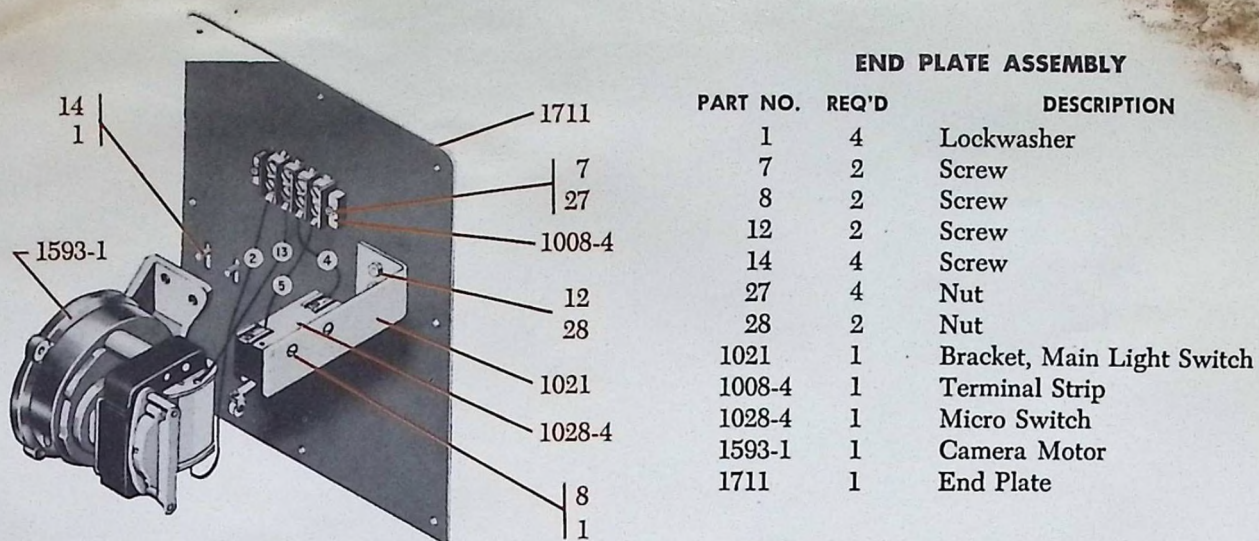 END PLATE ASSEMBLY
PART NO. REQ'D DESCRIPTION
1 4 Lockwasher
7 2 Screw
8 2 Screw
12 2 Screw
14 4 Screw
27 4 Nut
28 2 Nut
1021 1 Bracket, Main Light Switch
1008-4 1 Terminal Strip
1028-4 1 Micro Switch
1593-1 1 Camera Motor
1711 1 End Plate
14
1
1711
7
27
1008-4
1593-1
2
13
4
5
12
28
1021
1028-4
8
1